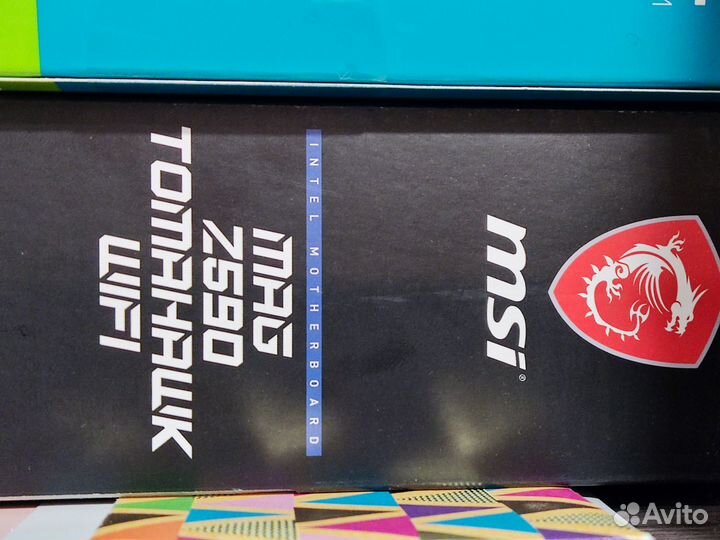 msi®
INTEL MOTHERBOARD
MAG
Z590
TOMAHAWK
WIFI
Avito